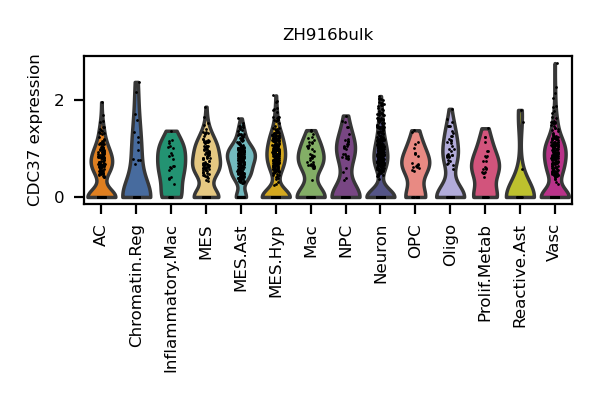 ZH916bulk
CDC37 expression
2
0
AC
Chromatin.Reg
Inflammatory.Mac
MES
MES.Ast
MES.Hyp
Mac
NPC
Neuron
OPC
Oligo
Prolif.Metab
Reactive.Ast
Vasc